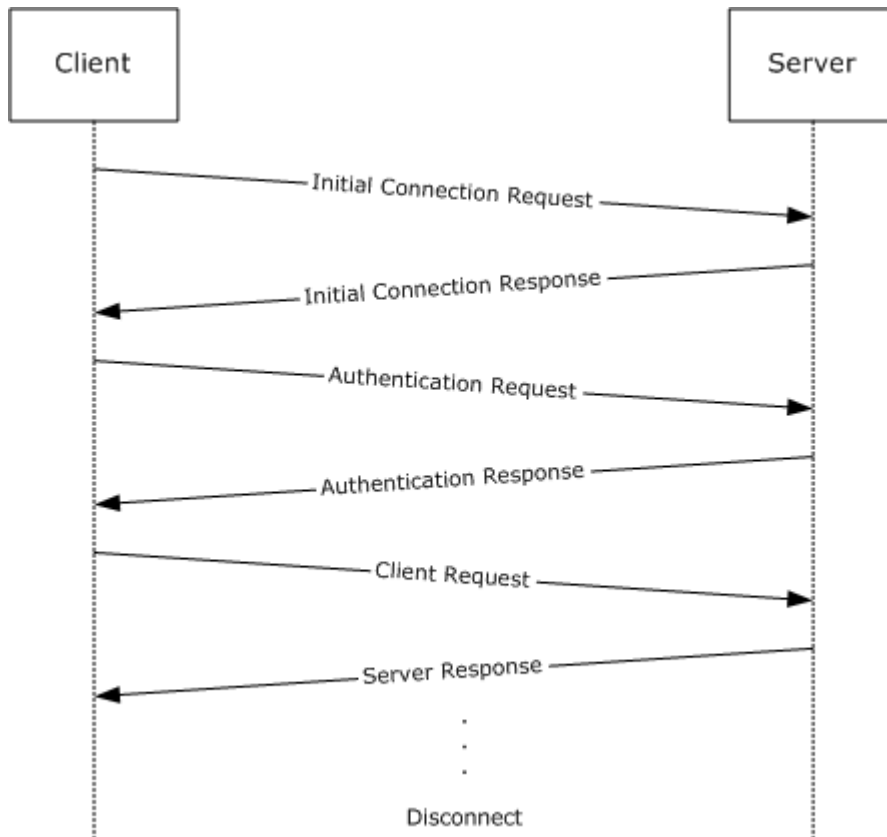 Client
Server
Initial Connection Request
Initial Connection Response
Authentication Request
Authentication Response
Client Request
Server Response
.
.
.
Disconnect